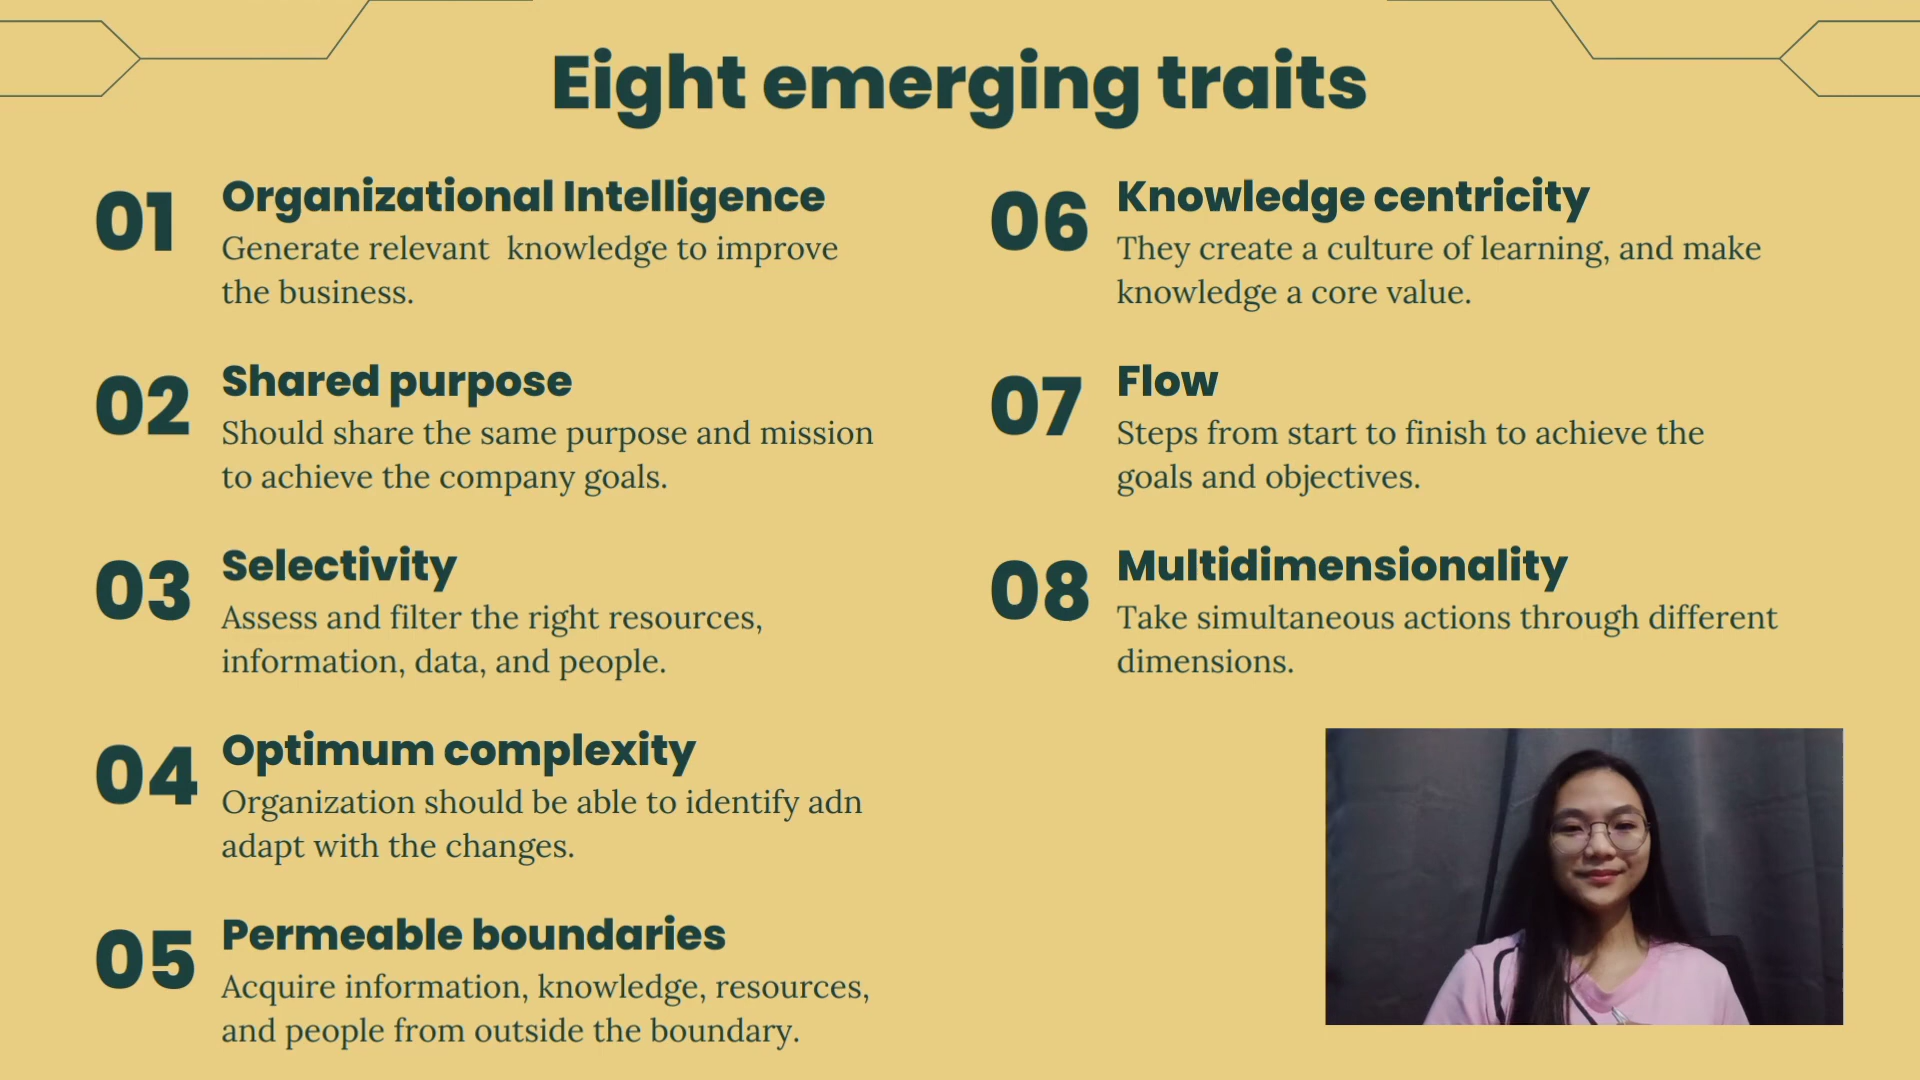 Eight emerging traits
01
Organizational Intelligence
Generate relevant  knowledge to improve
the business.
02
Shared purpose
Should share the same purpose and mission
to achieve the company goals.
03
Selectivity
Assess and filter the right resources,
information, data, and people.
04
Optimum complexity
Organization should be able to identify adn
adapt with the changes.
05
Permeable boundaries
Acquire information, knowledge, resources,
and people from outside the boundary.
06
Knowledge centricity
They create a culture of learning, and make
knowledge a core value.
07
Flow
Steps from start to finish to achieve the
goals and objectives.
08
Multidimensionality
Take simultaneous actions through different
dimensions.